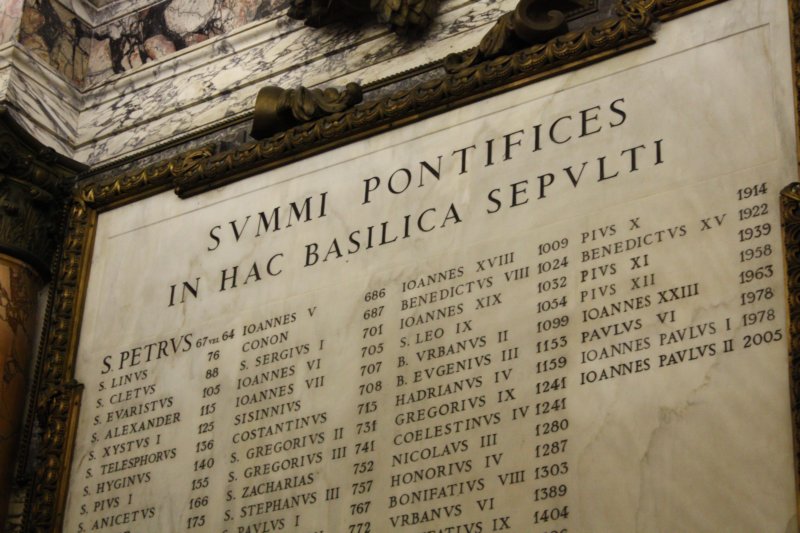 SVMMI PONTIFICES
IN HAC BASILICA SEPVLTI
S. PETRVS 67 VEL 64
S. LINVS 76
S. CLETVS 88
S. EVARISTVS 105
S. ALEXANDER 115
S. XYSTVS I 125
S. TELESPHORVS 136
S. HYGINVS 140
S. PIVS I 155
S. ANICETVS 166
175
IOANNES V 686
CONON 687
S. SERGIVS I 701
IOANNES VI 705
IOANNES VII 707
SISINNIVS 708
COSTANTINVS 715
S. GREGORIVS II 731
S. GREGORIVS III 741
S. ZACHARIAS 752
S. STEPHANVS III 757
S. PAVLVS I 767
772
IOANNES XVIII 1009
BENEDICTVS VIII 1024
IOANNES XIX 1032
S. LEO IX 1054
B. VRBANVS II 1099
B. EVGENIVS III 1153
HADRIANVS IV 1159
GREGORIVS IX 1241
COELESTINVS IV 1241
NICOLAVS III 1280
HONORIVS IV 1287
BONIFATIVS VIII 1303
VRBANVS VI 1389
IX 1404
PIVS X 1914
BENEDICTVS XV 1922
PIVS XI 1939
PIVS XII 1958
IOANNES XXIII 1963
PAVLVS VI 1978
IOANNES PAVLVS I 1978
IOANNES PAVLVS II 2005